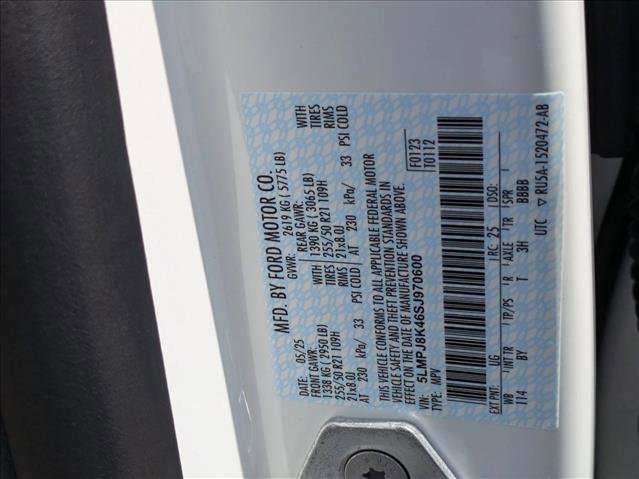 MFD. BY FORD MOTOR CO.
DATE: 05/25 GVWR: 2619 KG ( 5775 LB)
FRONT GAWR: REAR GAWR:
1338 KG ( 2950 LB) WITH 1390 KG ( 3065 LB) WITH
255/50 R21 109H TIRES 255/50 R21 109H TIRES
21x8.0J RIMS 21x8.0J RIMS
AT 230 kPa/ 33 PSI COLD AT 230 kPa/ 33 PSI COLD
THIS VEHICLE CONFORMS TO ALL APPLICABLE FEDERAL MOTOR
VEHICLE SAFETY AND THEFT PREVENTION STANDARDS IN
EFFECT ON THE DATE OF MANUFACTURE SHOWN ABOVE.
VIN: 5LMPJ8K46SJ970600 F0123
TYPE: MPV T0112
EXT PNT: UG RC: 25 DSO:
WB INT TR TP/PS R AXLE TR SPR
114 BY T 3H BBBB
UTC ▽ RU5A-1520472-AB